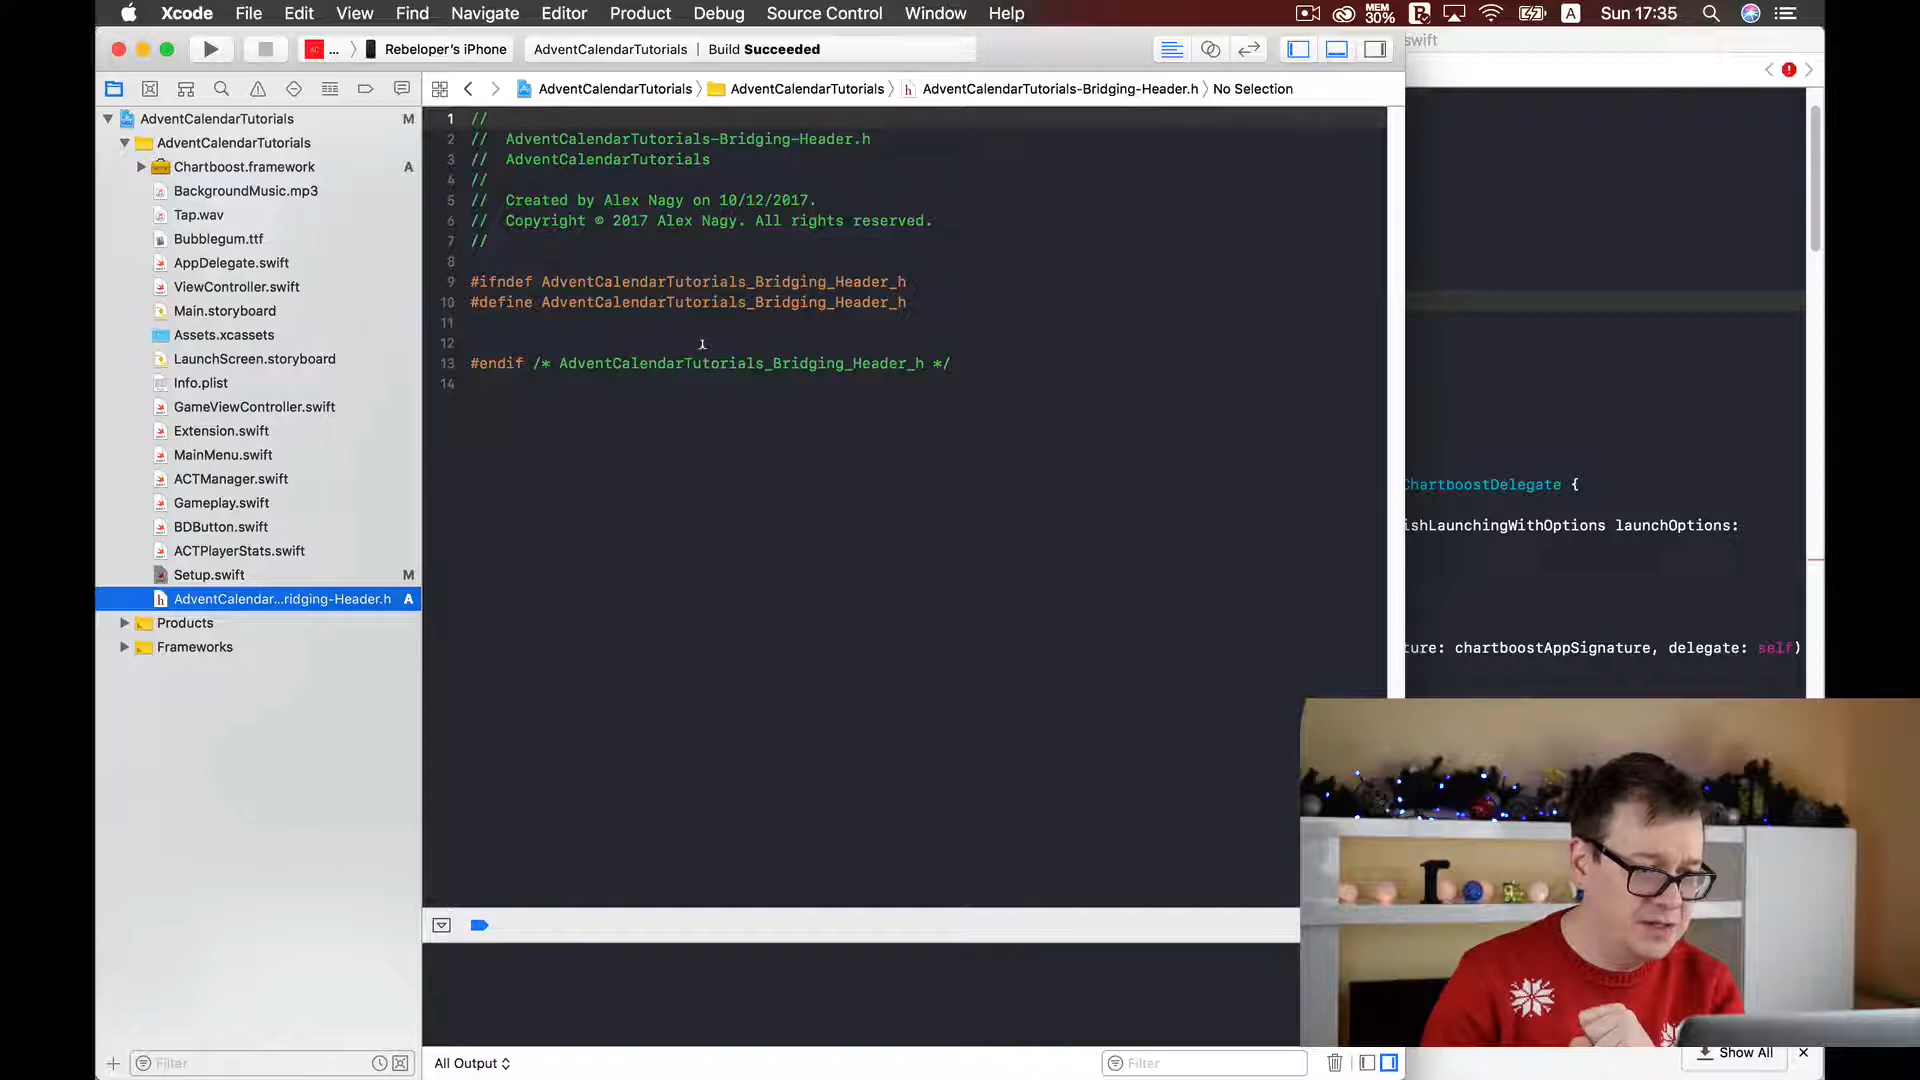 Xcode File Edit View Find Navigate Editor Product Debug Source Control Window Help MEM 30% A Sun 17:35
... Rebeloper's iPhone AdventCalendarTutorials | Build Succeeded
swift
AdventCalendarTutorials AdventCalendarTutorials AdventCalendarTutorials-Bridging-Header.h No Selection
AdventCalendarTutorials M
AdventCalendarTutorials
Chartboost.framework A
BackgroundMusic.mp3
Tap.wav
Bubblegum.ttf
AppDelegate.swift
ViewController.swift
Main.storyboard
Assets.xcassets
LaunchScreen.storyboard
Info.plist
GameViewController.swift
Extension.swift
MainMenu.swift
ACTManager.swift
Gameplay.swift
BDButton.swift
ACTPlayerStats.swift
Setup.swift M
AdventCalendar...ridging-Header.h A
Products
Frameworks
Filter
1 //
2 // AdventCalendarTutorials-Bridging-Header.h
3 // AdventCalendarTutorials
4 //
5 // Created by Alex Nagy on 10/12/2017.
6 // Copyright © 2017 Alex Nagy. All rights reserved.
7 //
8
9 #ifndef AdventCalendarTutorials_Bridging_Header_h
10 #define AdventCalendarTutorials_Bridging_Header_h
11
12
13 #endif /* AdventCalendarTutorials_Bridging_Header_h */
14
ChartboostDelegate {
ishLaunchingWithOptions launchOptions:
ture: chartboostAppSignature, delegate: self)
All Output
Filter
Show All